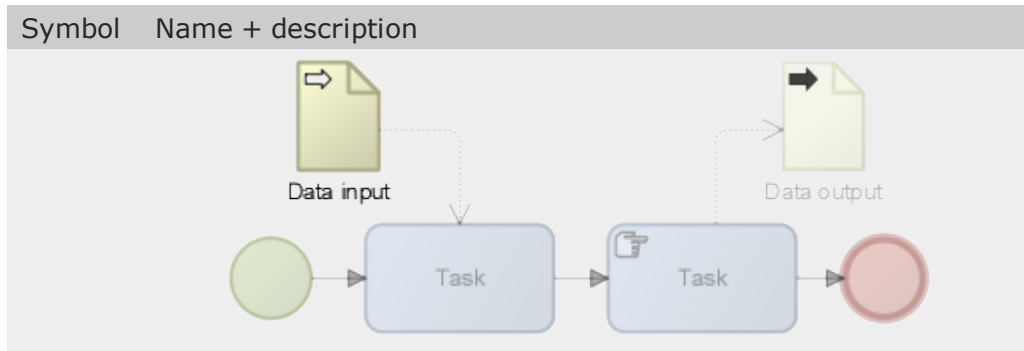 Symbol Name + description
Data input
Data output
Task
Task